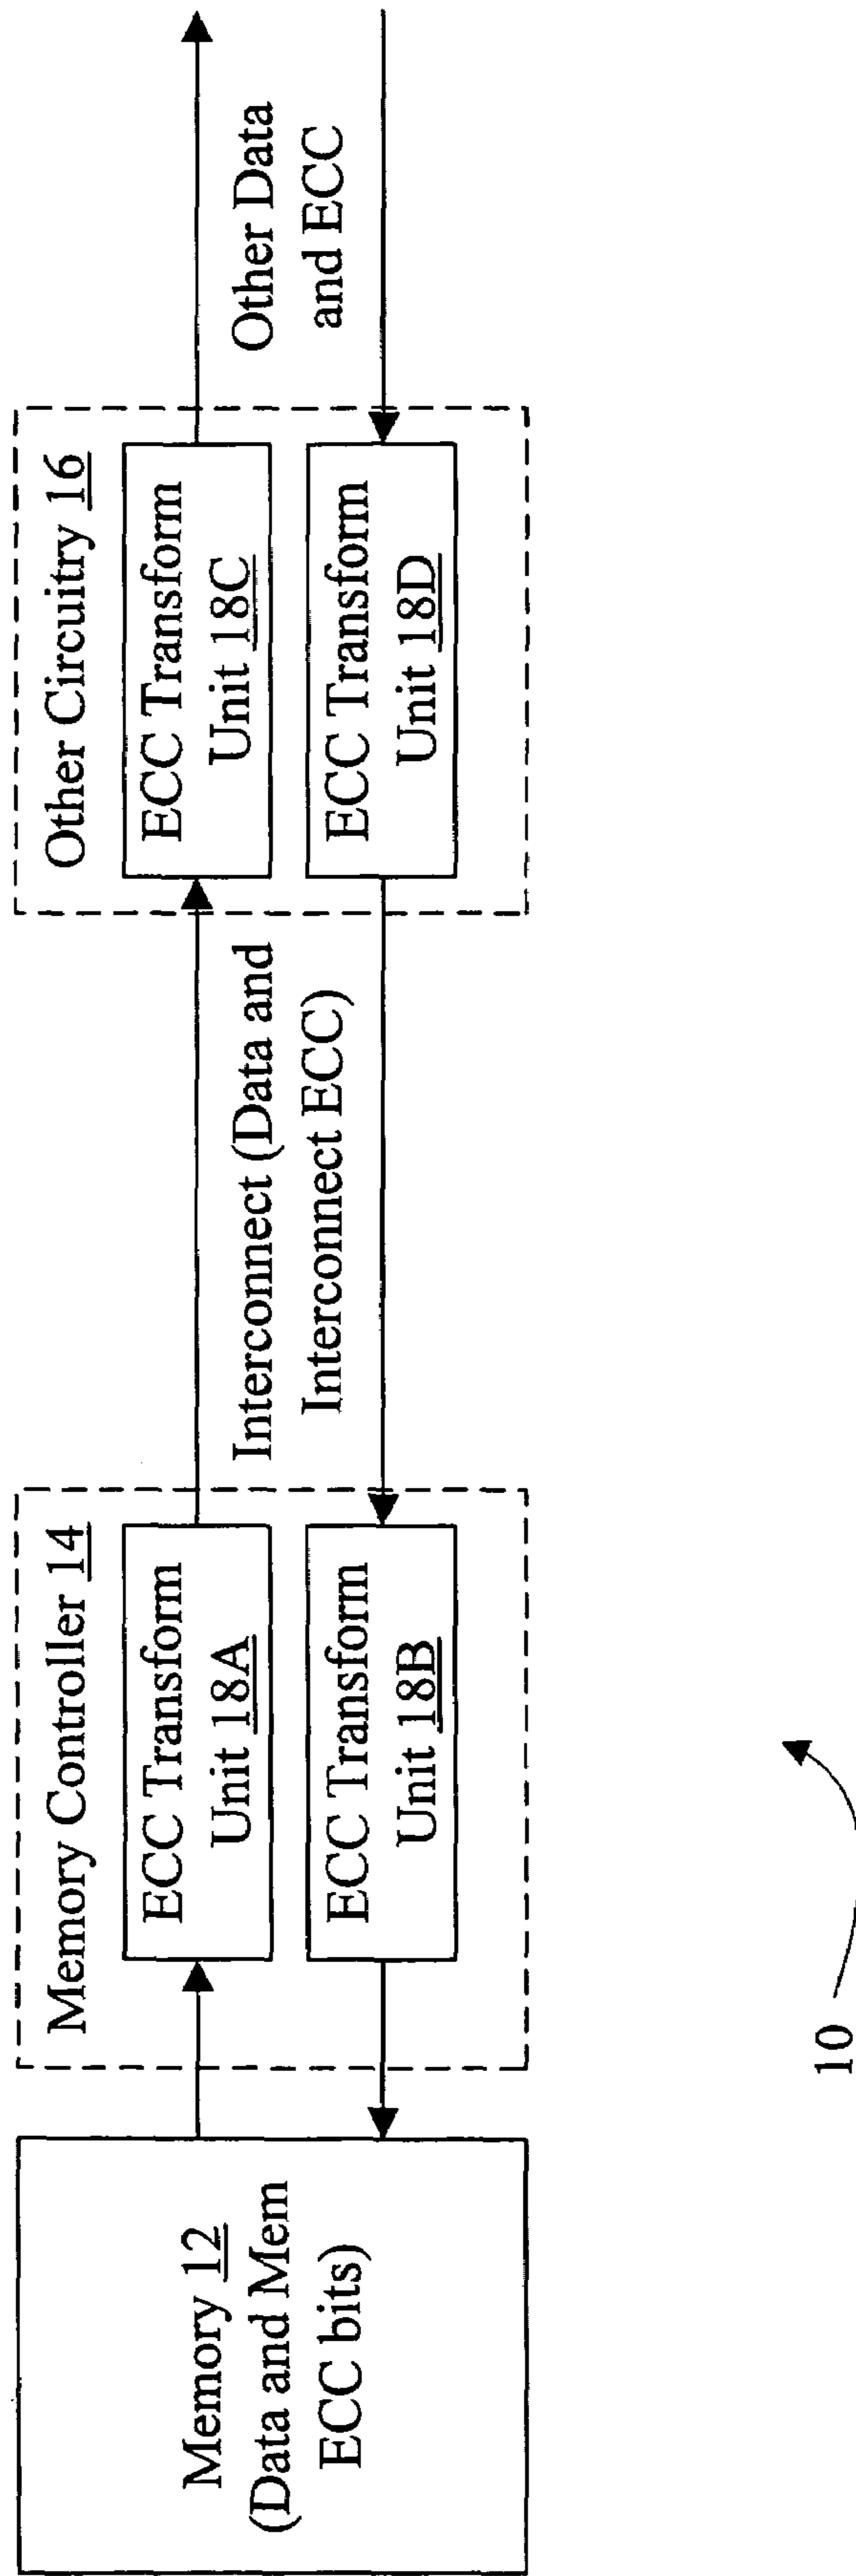 Memory 12
(Data and Mem
ECC bits)
Memory Controller 14
ECC Transform
Unit 18A
ECC Transform
Unit 18B
Interconnect (Data and
Interconnect ECC)
Other Circuitry 16
ECC Transform
Unit 18C
ECC Transform
Unit 18D
Other Data
and ECC
10